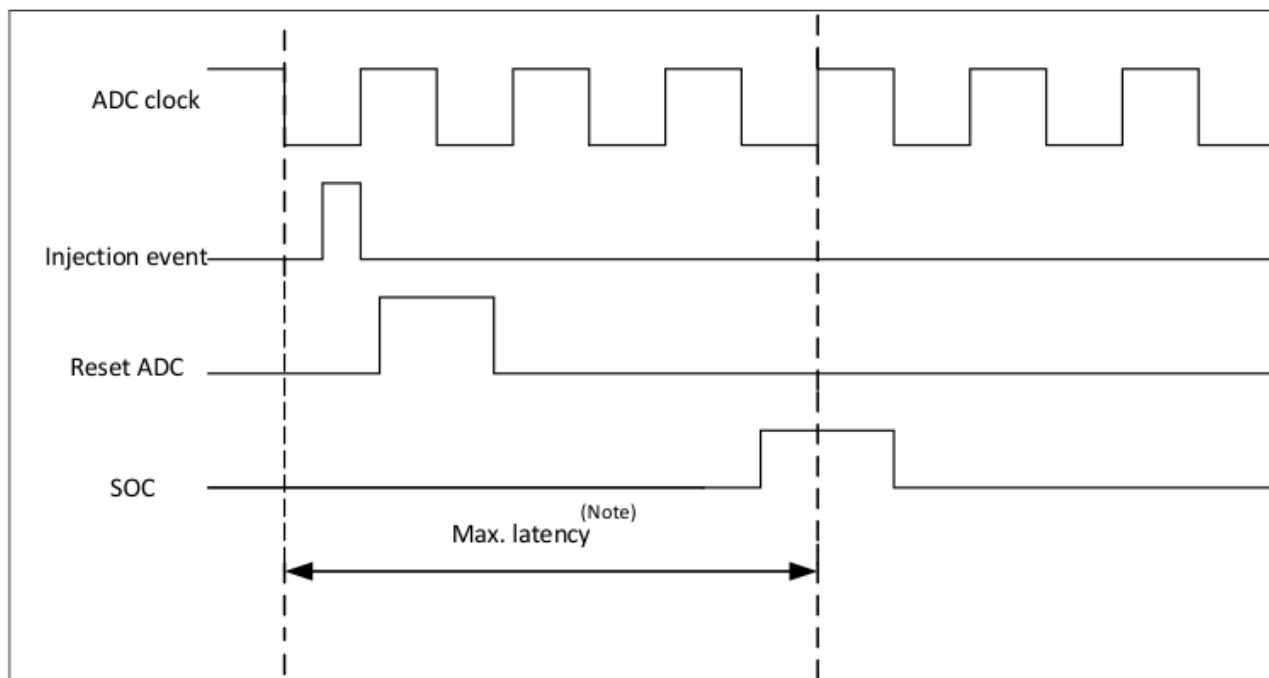 ADC clock
Injection event
Reset ADC
SOC
(Note)
Max. latency